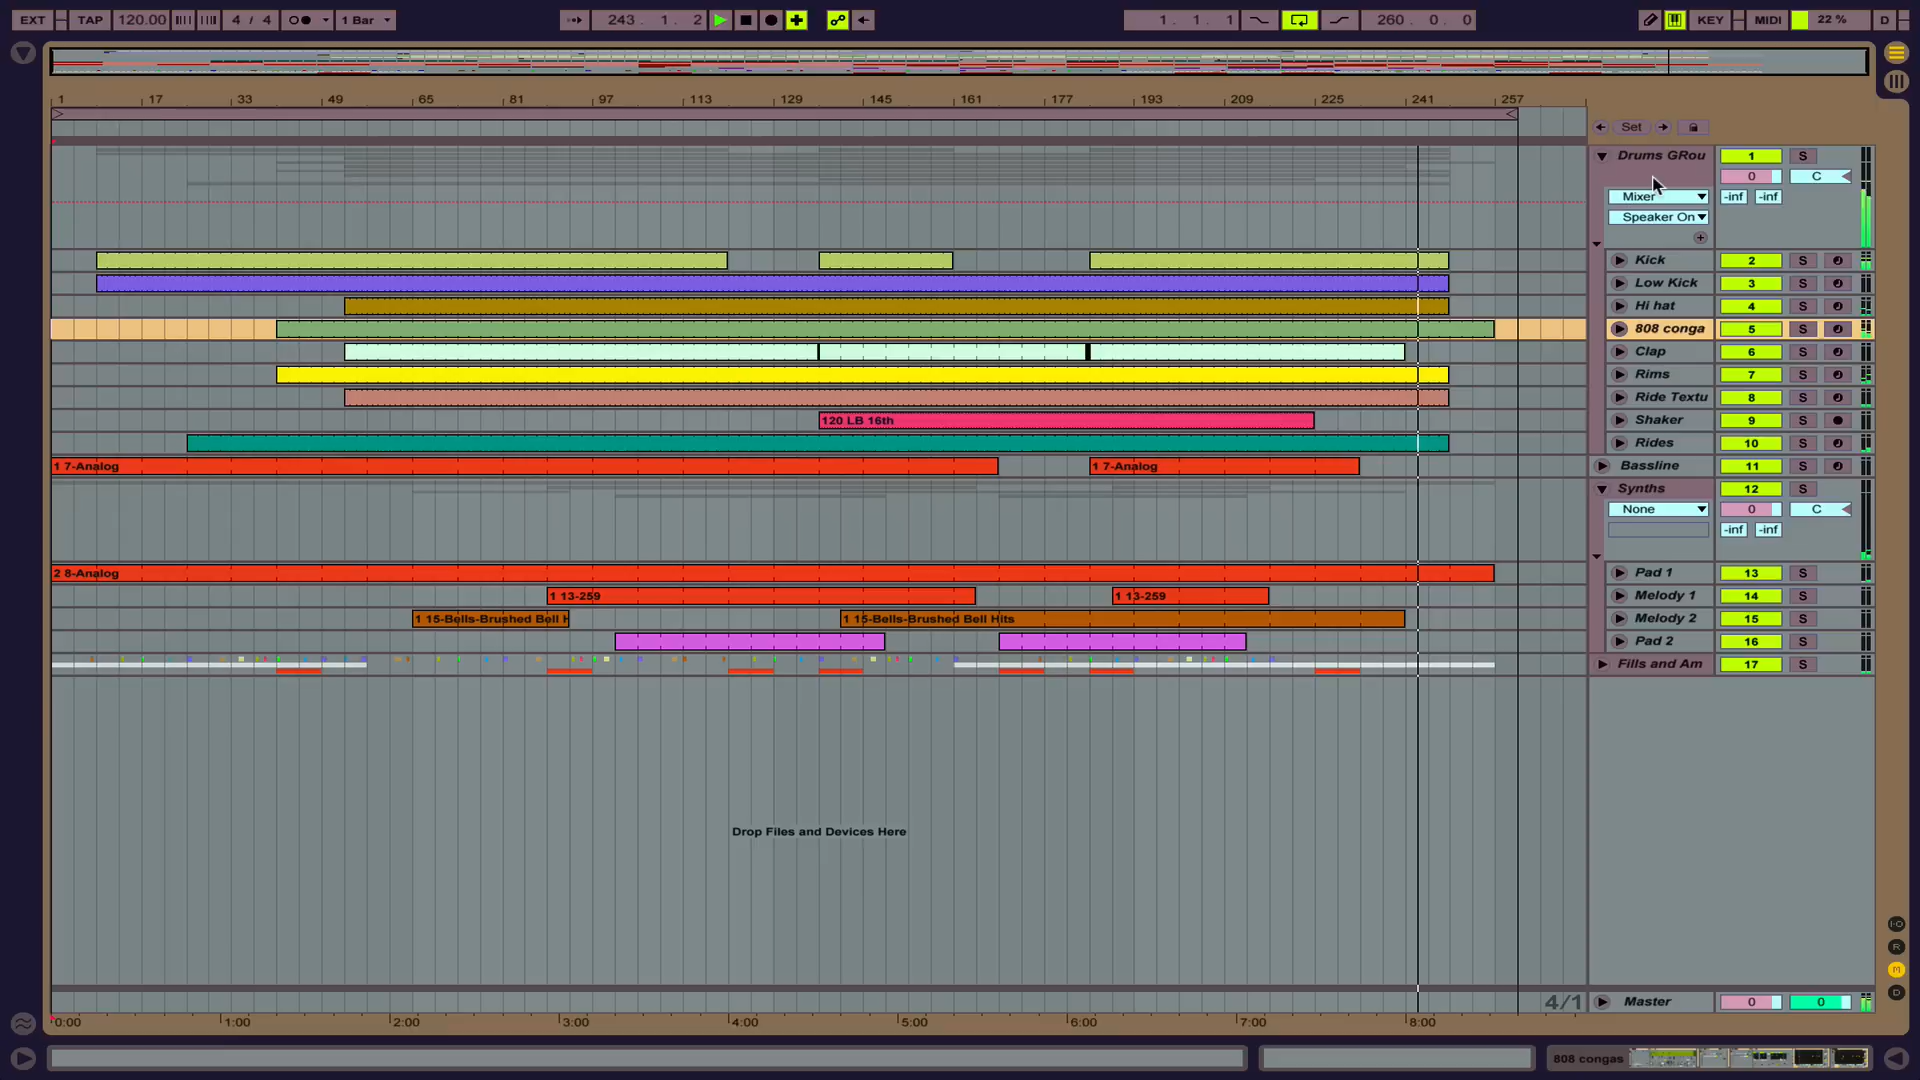 EXT TAP 120.00 4 / 4 1 Bar 243 . 1 . 2 1 . 1 . 1 260 . 0 . 0 KEY MIDI 22 % D
1 17 33 49 65 81 97 113 129 145 161 177 193 209 225 241 257
Set
Drums GRou 1 S
0 C
Mixer -inf -inf
Speaker On
Kick 2 S
Low Kick 3 S
Hi hat 4 S
808 conga 5 S
Clap 6 S
Rims 7 S
Ride Textu 8 S
120 LB 16th Shaker 9 S
Rides 10 S
1 7-Analog 1 7-Analog Bassline 11 S
Synths 12 S
None 0 C
-inf -inf
2 8-Analog Pad 1 13 S
1 13-259 1 13-259 Melody 1 14 S
1 15-Bells-Brushed Bell H 1 15-Bells-Brushed Bell Hits Melody 2 15 S
Pad 2 16 S
Fills and Am 17 S
Drop Files and Devices Here
I-O
R
M
D
4/1 Master 0 0
0:00 1:00 2:00 3:00 4:00 5:00 6:00 7:00 8:00
808 congas